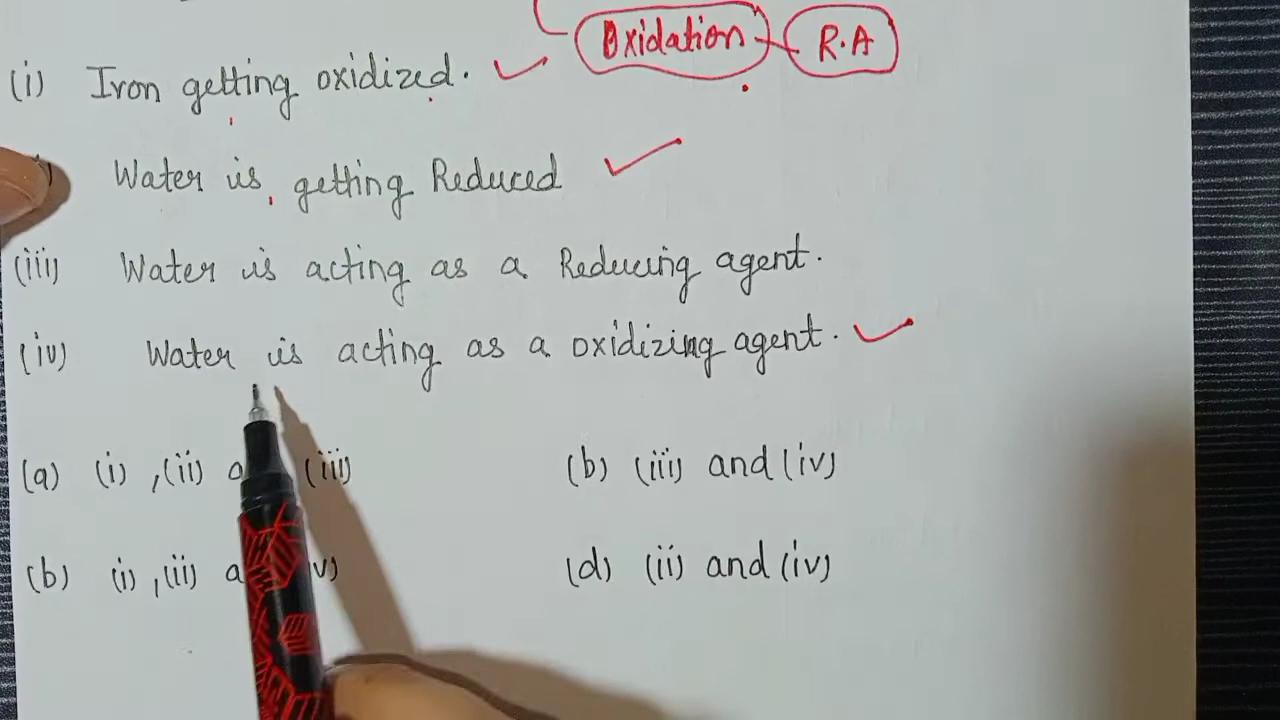 Oxidation R.A
(i) Iron getting oxidized.
Water is getting Reduced
(iii) Water is acting as a Reducing agent.
(iv) Water is acting as a oxidizing agent.
(a) (i) , (ii) (iii) (b) (iii) and (iv)
(b) (i) , (ii) (d) (ii) and (iv)